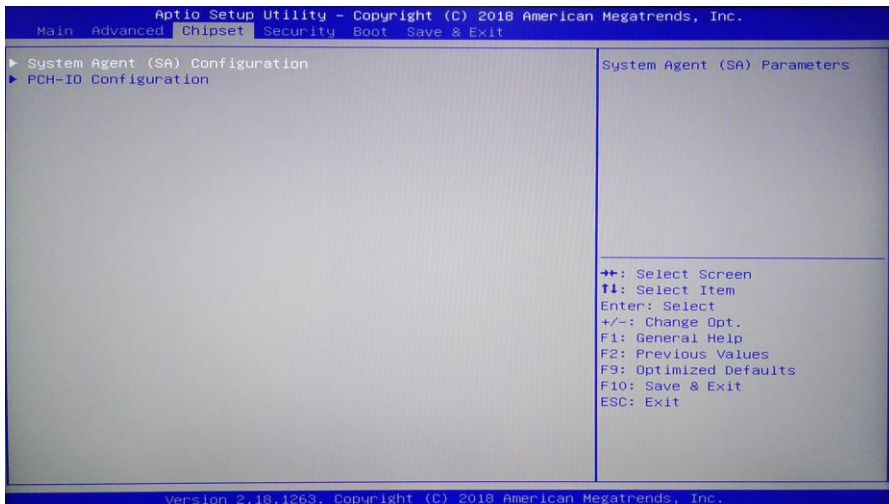 Aptio Setup Utility – Copyright (C) 2018 American Megatrends, Inc.
Main Advanced Chipset Security Boot Save & Exit
▶ System Agent (SA) Configuration
▶ PCH-IO Configuration
System Agent (SA) Parameters
→←: Select Screen
↑↓: Select Item
Enter: Select
+/-: Change Opt.
F1: General Help
F2: Previous Values
F9: Optimized Defaults
F10: Save & Exit
ESC: Exit
Version 2.18.1263. Copyright (C) 2018 American Megatrends, Inc.